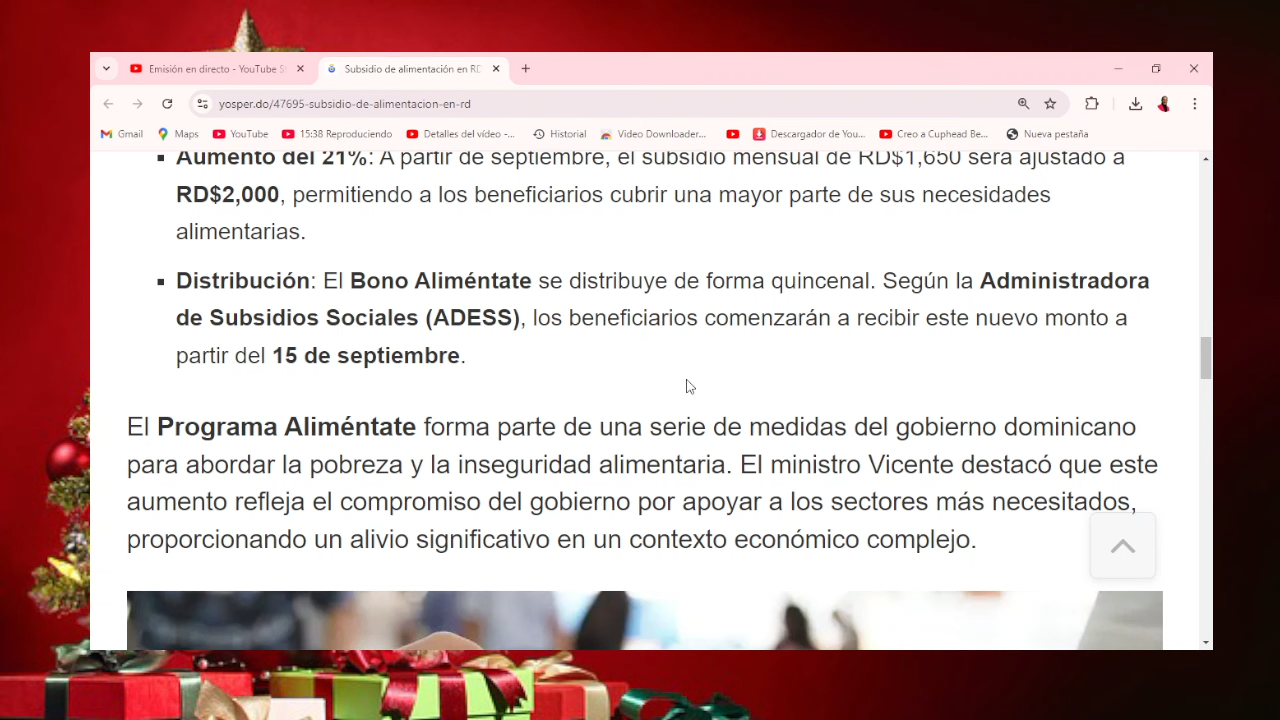 Emisión en directo - YouTube S
Subsidio de alimentación en RD
yosper.do/47695-subsidio-de-alimentacion-en-rd
Gmail
Maps
YouTube
15:38 Reproduciendo
Detalles del vídeo -...
Historial
Video Downloader...
Descargador de You...
Creo a Cuphead Be...
Nueva pestaña
Aumento del 21%: A partir de septiembre, el subsidio mensual de RD$1,650 será ajustado a
RD$2,000, permitiendo a los beneficiarios cubrir una mayor parte de sus necesidades
alimentarias.
Distribución: El Bono Aliméntate se distribuye de forma quincenal. Según la Administradora
de Subsidios Sociales (ADESS), los beneficiarios comenzarán a recibir este nuevo monto a
partir del 15 de septiembre.
El Programa Aliméntate forma parte de una serie de medidas del gobierno dominicano
para abordar la pobreza y la inseguridad alimentaria. El ministro Vicente destacó que este
aumento refleja el compromiso del gobierno por apoyar a los sectores más necesitados,
proporcionando un alivio significativo en un contexto económico complejo.